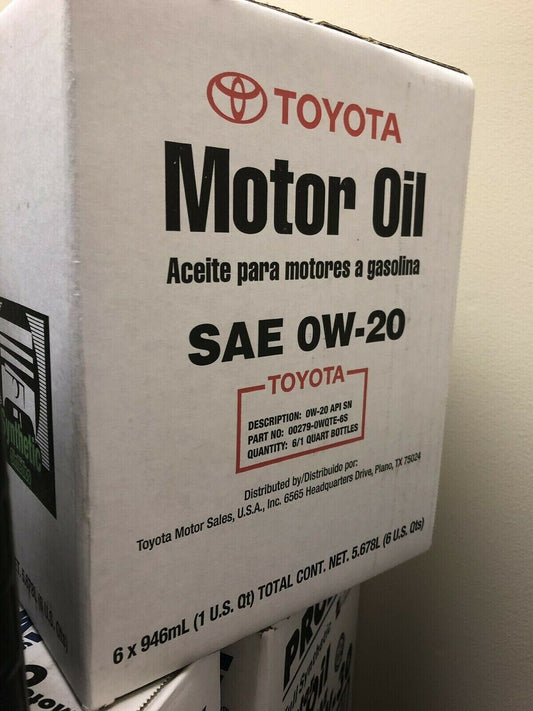 TOYOTA
Motor Oil
Aceite para motores a gasolina
SAE 0W-20
TOYOTA
DESCRIPTION: 0W-20 API SN
PART NO: 00279-0WQTE-6S
QUANTITY: 6/1 QUART BOTTLES
Distributed by/Distribuido por:
Toyota Motor Sales, U.S.A., Inc. 6565 Headquarters Drive, Plano, TX 75024
6 x 946mL (1 U.S. Qt) TOTAL CONT. NET. 5.678L (6 U.S. Qts)
Synthetic